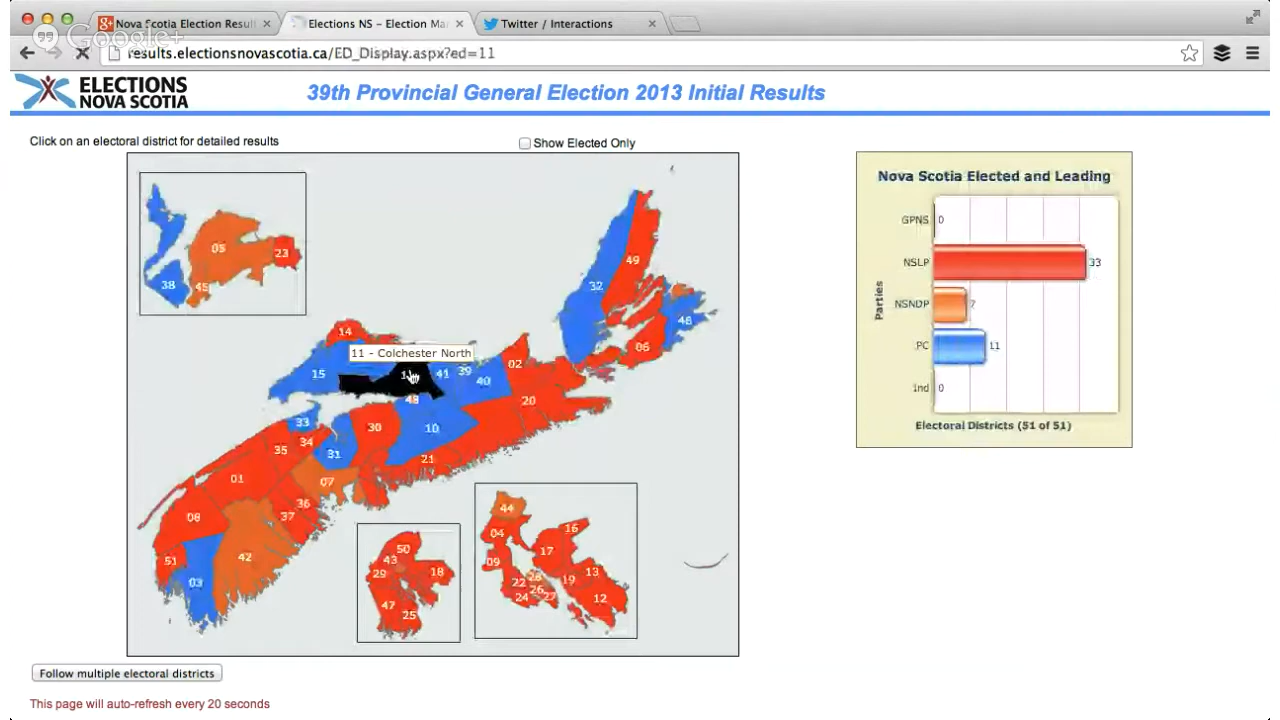 Nova Scotia Election Resul
Elections NS – Election Ma
Twitter / Interactions
Google+
results.electionsnovascotia.ca/ED_Display.aspx?ed=11
ELECTIONS
NOVA SCOTIA
39th Provincial General Election 2013 Initial Results
Click on an electoral district for detailed results
Show Elected Only
05
23
38
45
49
32
46
06
14
11 - Colchester North
15
41
39
40
02
20
48
33
30
10
35
34
31
21
01
07
36
37
08
42
51
03
50
43
29
18
47
25
44
04
16
17
09
22
28
19
13
26
24
27
12
Nova Scotia Elected and Leading
Parties
GPNS
0
NSLP
33
NSNDP
7
PC
11
Ind
0
Electoral Districts (51 of 51)
Follow multiple electoral districts
This page will auto-refresh every 20 seconds